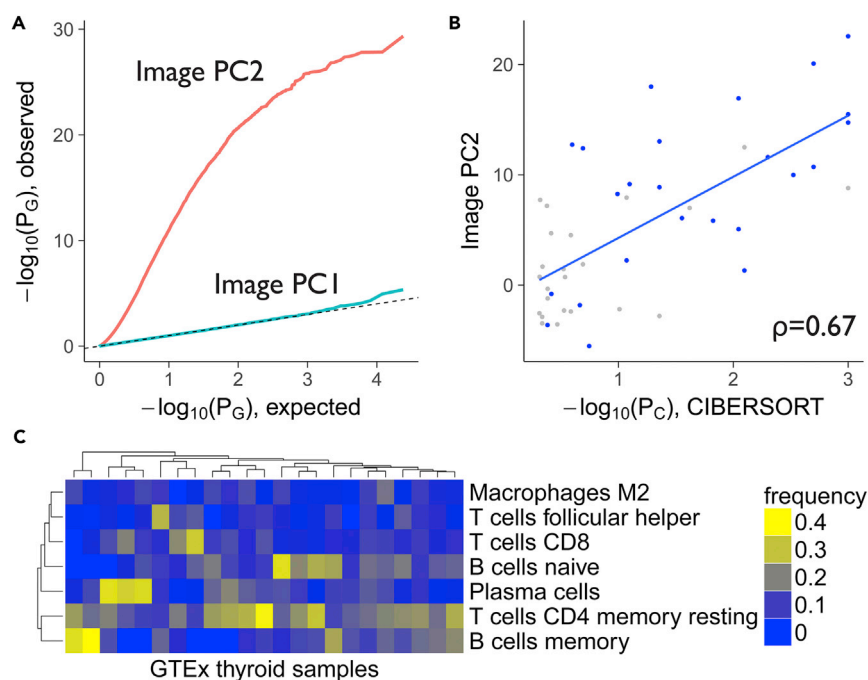 A
30
20
10
0
−log10(PG), observed
Image PC2
Image PC1
0
1
2
3
4
−log10(PG), expected
B
20
10
0
Image PC2
ρ=0.67
1
2
3
−log10(PC), CIBERSORT
C
Macrophages M2
T cells follicular helper
T cells CD8
B cells naive
Plasma cells
T cells CD4 memory resting
B cells memory
GTEx thyroid samples
frequency
0.4
0.3
0.2
0.1
0